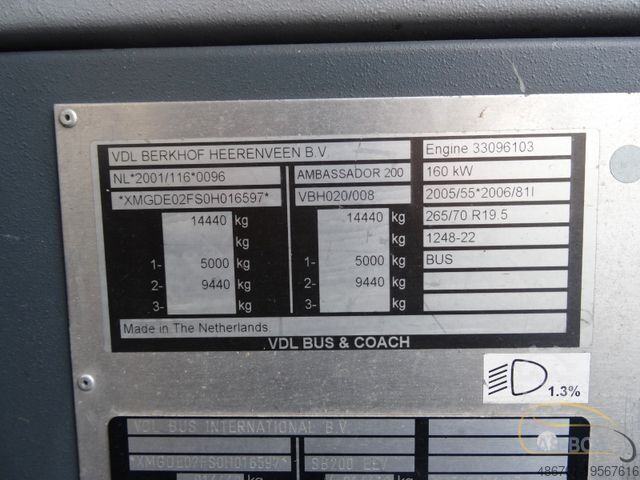 VDL BERKHOF HEERENVEEN B.V.
NL*2001/116*0096
AMBASSADOR 200
*XMGDE02FS0H016597*
VBH020/008
14440 kg
kg
1- 5000 kg
2- 9440 kg
3- kg
14440 kg
kg
1- 5000 kg
2- 9440 kg
3- kg
Engine 33096103
160 kW
2005/55*2006/81I
265/70 R19.5
1248-22
BUS
Made in The Netherlands.
VDL BUS & COACH
1.3%
VDL BUS INTERNATIONAL B.V.
*XMGDE02FS0H016597*
SB200 EEV